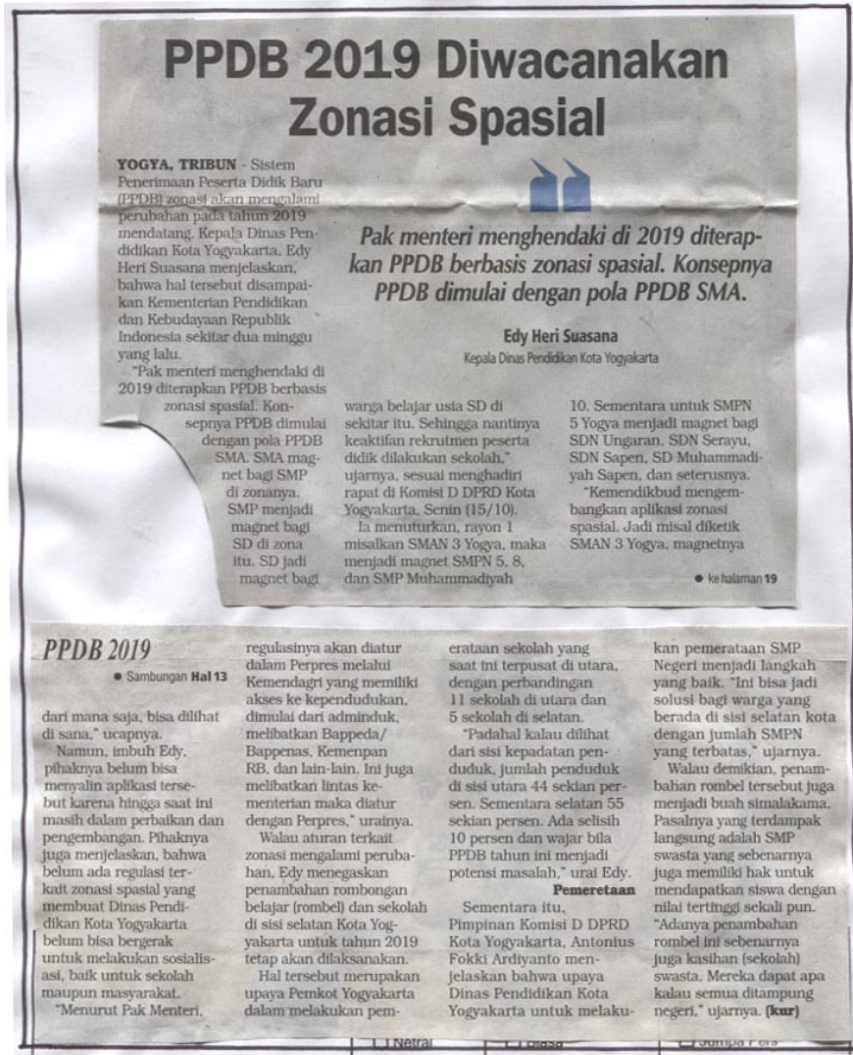 PPDB 2019 Diwacanakan
Zonasi Spasial
YOGYA, TRIBUN - Sistem
Penerimaan Peserta Didik Baru
(PPDB) zonasi akan mengalami
perubahan pada tahun 2019
mendatang. Kepala Dinas Pen-
didikan Kota Yogyakarta, Edy
Heri Suasana menjelaskan,
bahwa hal tersebut disampai-
kan Kementerian Pendidikan
dan Kebudayaan Republik
Indonesia sekitar dua minggu
yang lalu.
"Pak menteri menghendaki di
2019 diterapkan PPDB berbasis
zonasi spasial. Kon-
sepnya PPDB dimulai
dengan pola PPDB
SMA. SMA mag-
net bagi SMP
di zonanya.
SMP menjadi
magnet bagi
SD di zona
itu. SD jadi
magnet bagi
Pak menteri menghendaki di 2019 diterap-
kan PPDB berbasis zonasi spasial. Konsepnya
PPDB dimulai dengan pola PPDB SMA.
Edy Heri Suasana
Kepala Dinas Pendidikan Kota Yogyakarta
warga belajar usia SD di
sekitar itu. Sehingga nantinya
keaktifan rekrutmen peserta
didik dilakukan sekolah,"
ujarnya, sesuai menghadiri
rapat di Komisi D DPRD Kota
Yogyakarta, Senin (15/10).
Ia menuturkan, rayon 1
misalkan SMAN 3 Yogya, maka
menjadi magnet SMPN 5, 8,
dan SMP Muhammadiyah
10. Sementara untuk SMPN
5 Yogya menjadi magnet bagi
SDN Ungaran, SDN Serayu,
SDN Sapen, SD Muhammadi-
yah Sapen, dan seterusnya.
"Kemendikbud mengem-
bangkan aplikasi zonasi
spasial. Jadi misal diketik
SMAN 3 Yogya, magnetnya
● ke halaman 19
PPDB 2019
● Sambungan Hal 13
dari mana saja, bisa dilihat
di sana," ucapnya.
Namun, imbuh Edy,
pihaknya belum bisa
menyalin aplikasi terse-
but karena hingga saat ini
masih dalam perbaikan dan
pengembangan. Pihaknya
juga menjelaskan, bahwa
belum ada regulasi ter-
kait zonasi spasial yang
membuat Dinas Pendi-
dikan Kota Yogyakarta
belum bisa bergerak
untuk melakukan sosialis-
asi, baik untuk sekolah
maupun masyarakat.
"Menurut Pak Menteri,
regulasinya akan diatur
dalam Perpres melalui
Kemendagri yang memiliki
akses ke kependudukan,
dimulai dari adminduk,
melibatkan Bappeda/
Bappenas, Kemenpan
RB, dan lain-lain. Ini juga
melibatkan lintas ke-
menterian maka diatur
dengan Perpres," urainya.
Walau aturan terkait
zonasi mengalami peruba-
han, Edy menegaskan
penambahan rombongan
belajar (rombel) dan sekolah
di sisi selatan Kota Yog-
yakarta untuk tahun 2019
tetap akan dilaksanakan.
Hal tersebut merupakan
upaya Pemkot Yogyakarta
dalam melakukan pem-
erataan sekolah yang
saat ini terpusat di utara,
dengan perbandingan
11 sekolah di utara dan
5 sekolah di selatan.
"Padahal kalau dilihat
dari sisi kepadatan pen-
duduk, jumlah penduduk
di sisi utara 44 sekian per-
sen. Sementara selatan 55
sekian persen. Ada selisih
10 persen dan wajar bila
PPDB tahun ini menjadi
potensi masalah," urai Edy.
Pemeretaan
Sementara itu,
Pimpinan Komisi D DPRD
Kota Yogyakarta, Antonius
Fokki Ardiyanto men-
jelaskan bahwa upaya
Dinas Pendidikan Kota
Yogyakarta untuk melaku-
kan pemerataan SMP
Negeri menjadi langkah
yang baik. "Ini bisa jadi
solusi bagi warga yang
berada di sisi selatan kota
dengan jumlah SMPN
yang terbatas," ujarnya.
Walau demikian, penam-
bahan rombel tersebut juga
menjadi buah simalakama.
Pasalnya yang terdampak
langsung adalah SMP
swasta yang sebenarnya
juga memiliki hak untuk
mendapatkan siswa dengan
nilai tertinggi sekali pun.
"Adanya penambahan
rombel ini sebenarnya
juga kasihan (sekolah)
swasta. Mereka dapat apa
kalau semua ditampung
negeri," ujarnya. (kur)
Netral